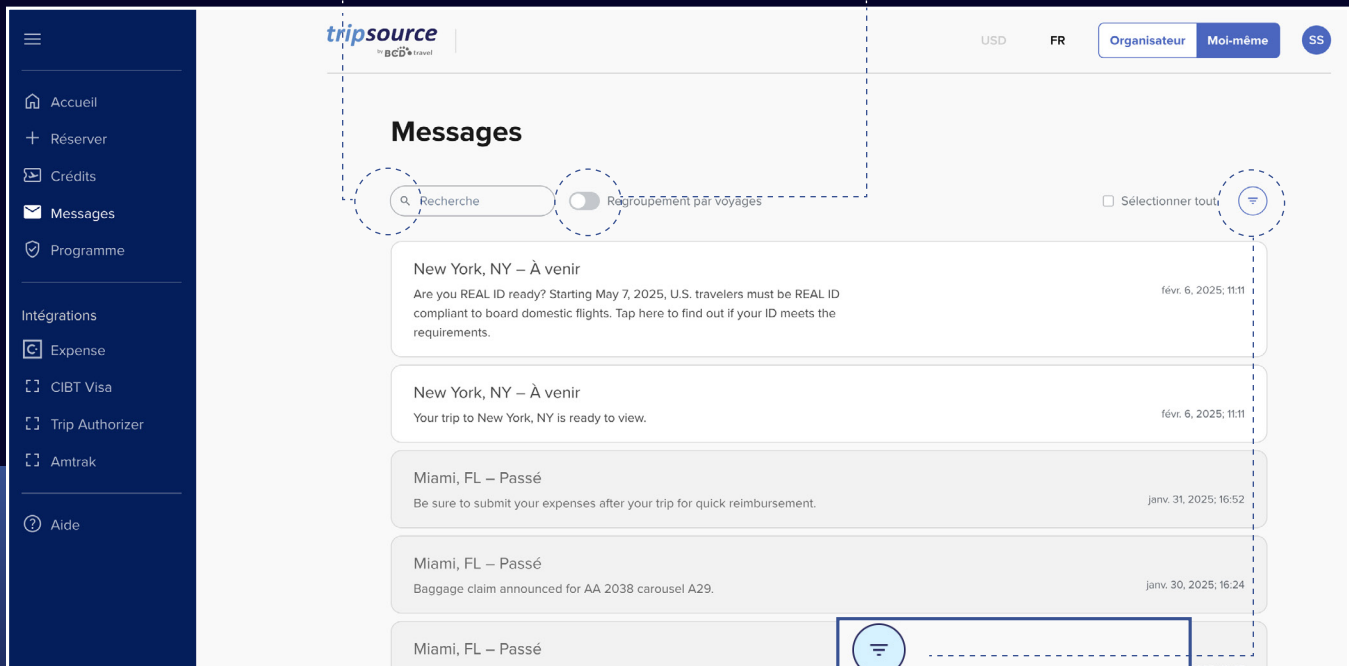 tripsource
by BCD travel
USD
FR
Organisateur
Moi-même
SS
Accueil
Réserver
Crédits
Messages
Programme
Intégrations
Expense
CIBT Visa
Trip Authorizer
Amtrak
Aide
Messages
Recherche
Regroupement par voyages
Sélectionner tout
New York, NY – À venir
Are you REAL ID ready? Starting May 7, 2025, U.S. travelers must be REAL ID
compliant to board domestic flights. Tap here to find out if your ID meets the
requirements.
févr. 6, 2025; 11:11
New York, NY – À venir
Your trip to New York, NY is ready to view.
févr. 6, 2025; 11:11
Miami, FL – Passé
Be sure to submit your expenses after your trip for quick reimbursement.
janv. 31, 2025; 16:52
Miami, FL – Passé
Baggage claim announced for AA 2038 carousel A29.
janv. 30, 2025; 16:24
Miami, FL – Passé